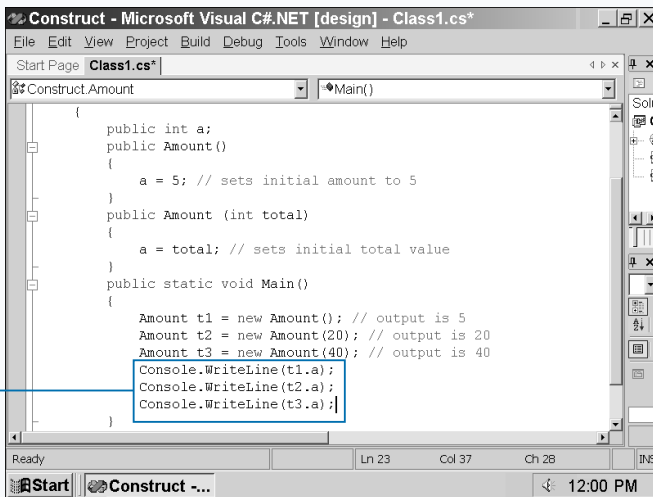 Construct - Microsoft Visual C#.NET [design] - Class1.cs*
File Edit View Project Build Debug Tools Window Help
Start Page Class1.cs*
Construct.Amount Main()
{
public int a;
public Amount()
{
a = 5; // sets initial amount to 5
}
public Amount (int total)
{
a = total; // sets initial total value
}
public static void Main()
{
Amount t1 = new Amount(); // output is 5
Amount t2 = new Amount(20); // output is 20
Amount t3 = new Amount(40); // output is 40
Console.WriteLine(t1.a);
Console.WriteLine(t2.a);
Console.WriteLine(t3.a);
}
Ready Ln 23 Col 37 Ch 28
Start Construct -... 12:00 PM